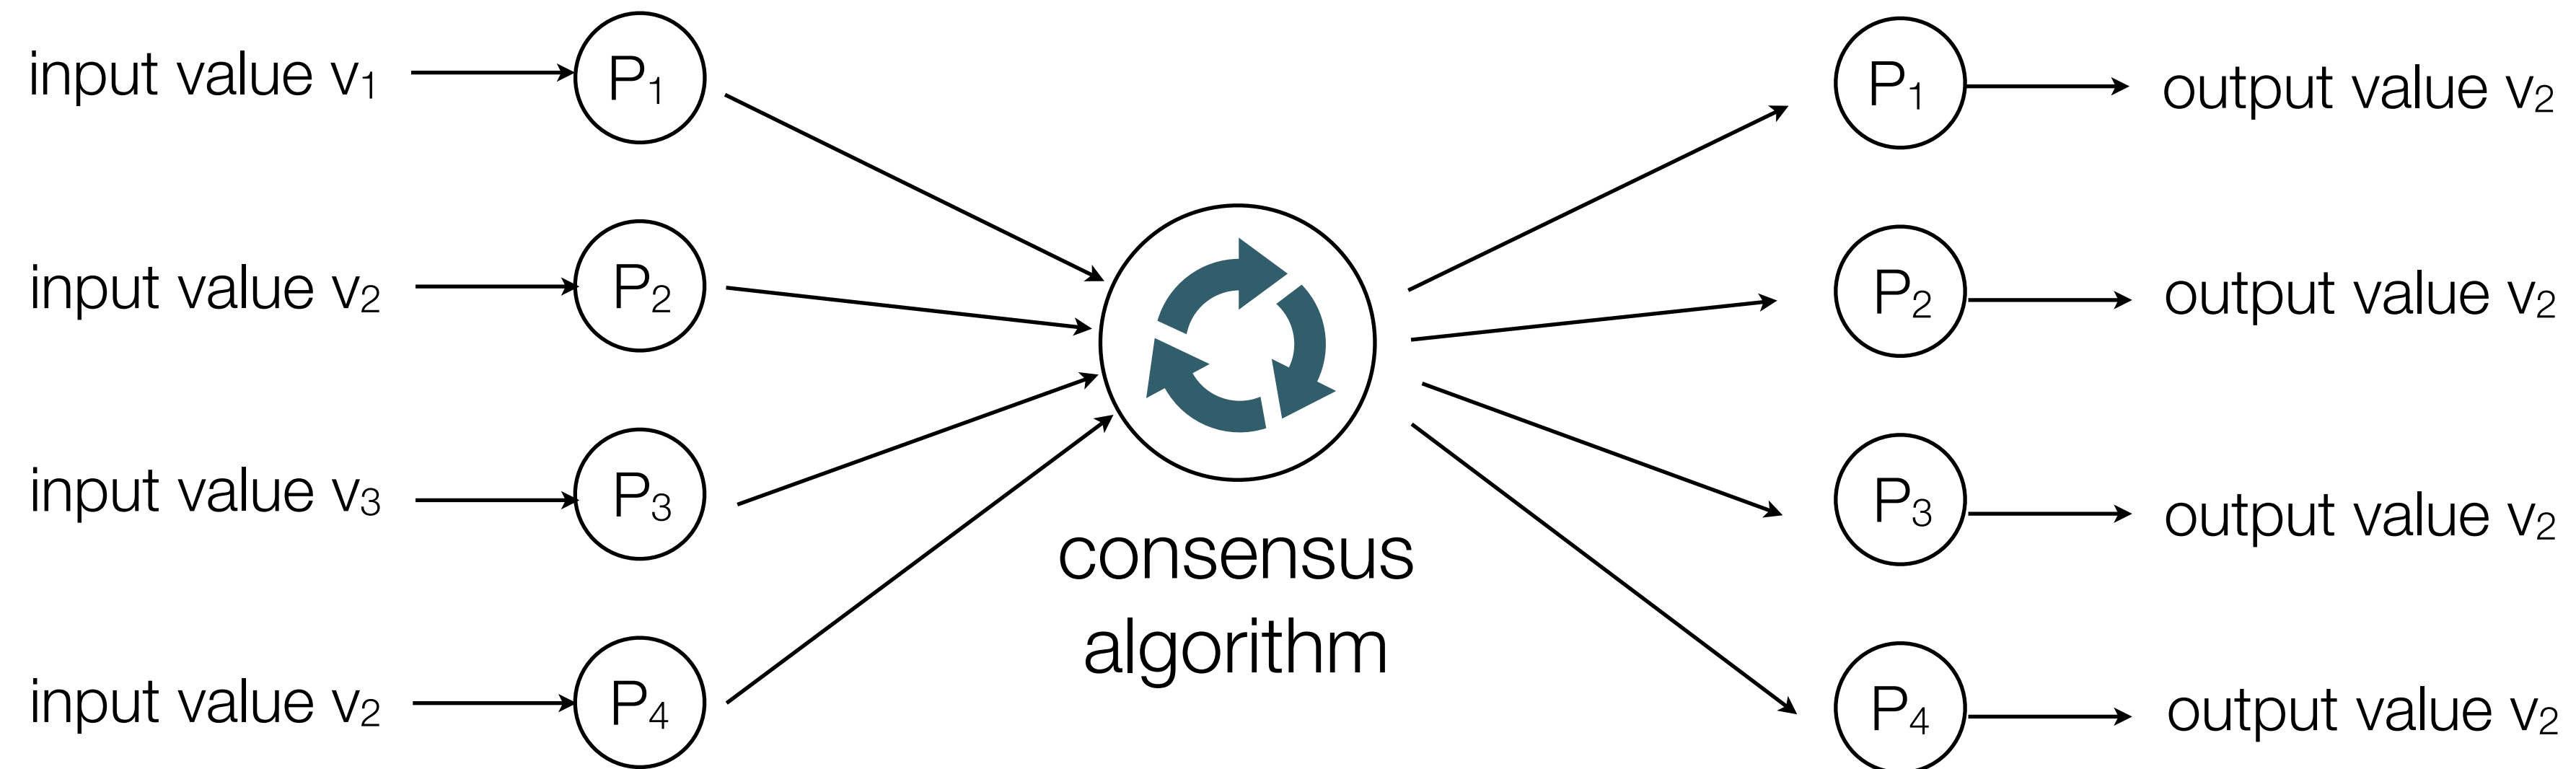 input value v₁ P₁ P₁ output value v₂
input value v₂ P₂ P₂ output value v₂
input value v₃ P₃ P₃ output value v₂
consensus
algorithm
input value v₂ P₄ P₄ output value v₂